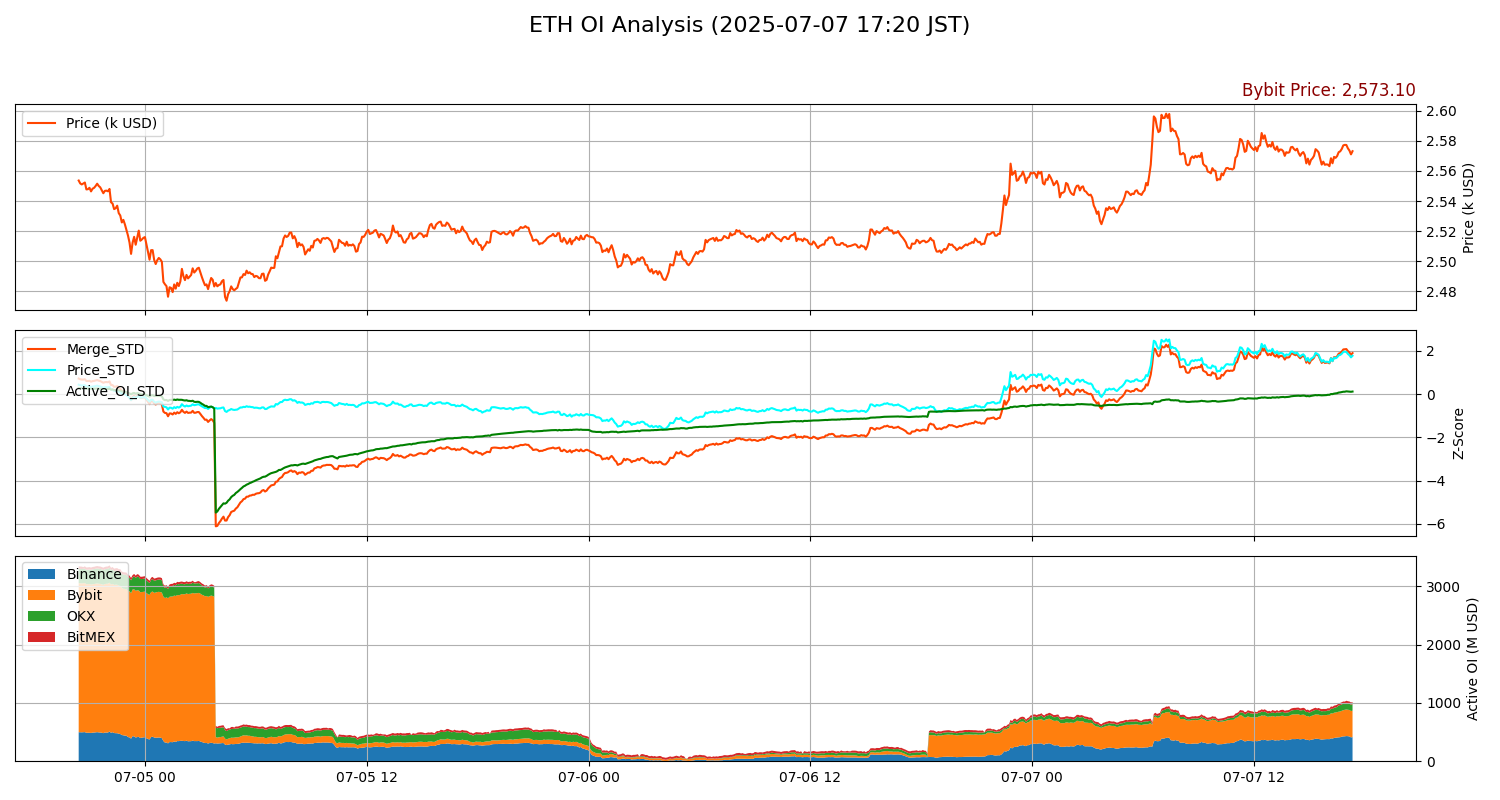 ETH OI Analysis (2025-07-07 17:20 JST)
Bybit Price: 2,573.10
Price (k USD)
2.60
2.58
2.56
2.54
2.52
2.50
2.48
Price (k USD)
Merge_STD
Price_STD
Active_OI_STD
2
0
−2
−4
−6
Z-Score
Binance
Bybit
OKX
BitMEX
3000
2000
1000
0
Active OI (M USD)
07-05 00
07-05 12
07-06 00
07-06 12
07-07 00
07-07 12